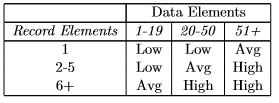 Data Elements
Record Elements 1-19 20-50 51+
1 Low Low Avg
2-5 Low Avg High
6+ Avg High High